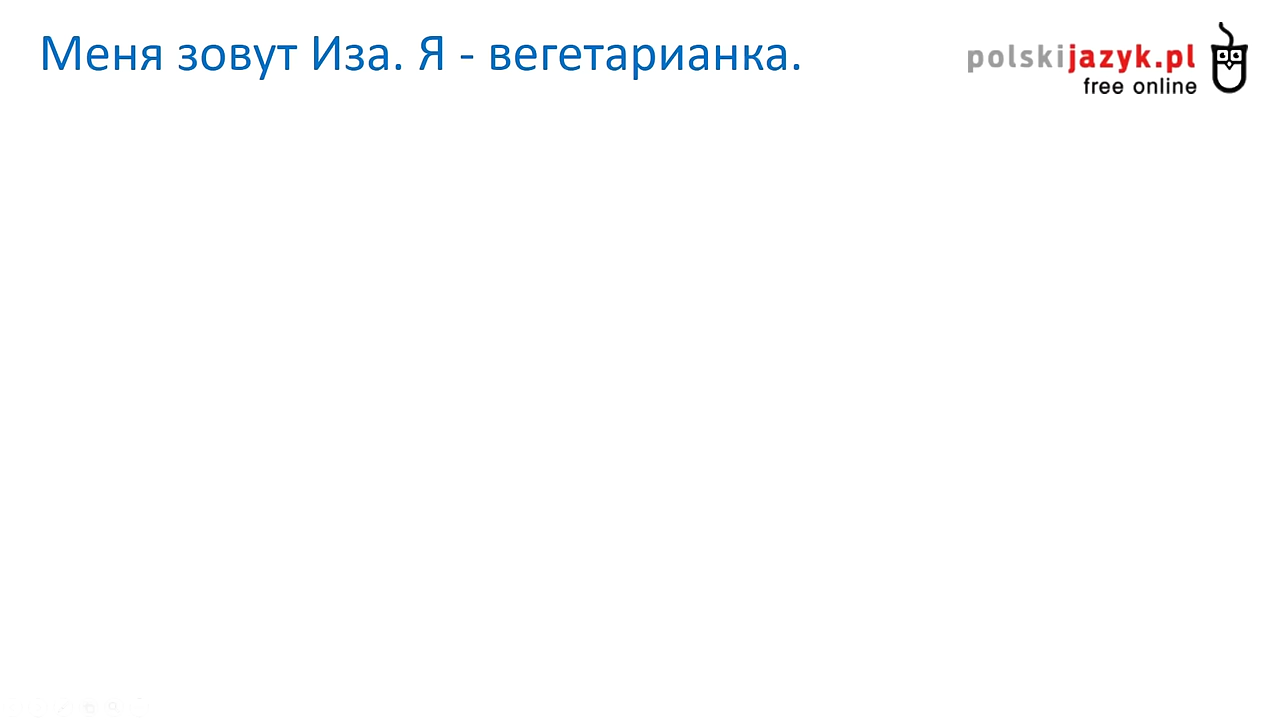 Меня зовут Иза. Я - вегетарианка.
polskijazyk.pl
free online